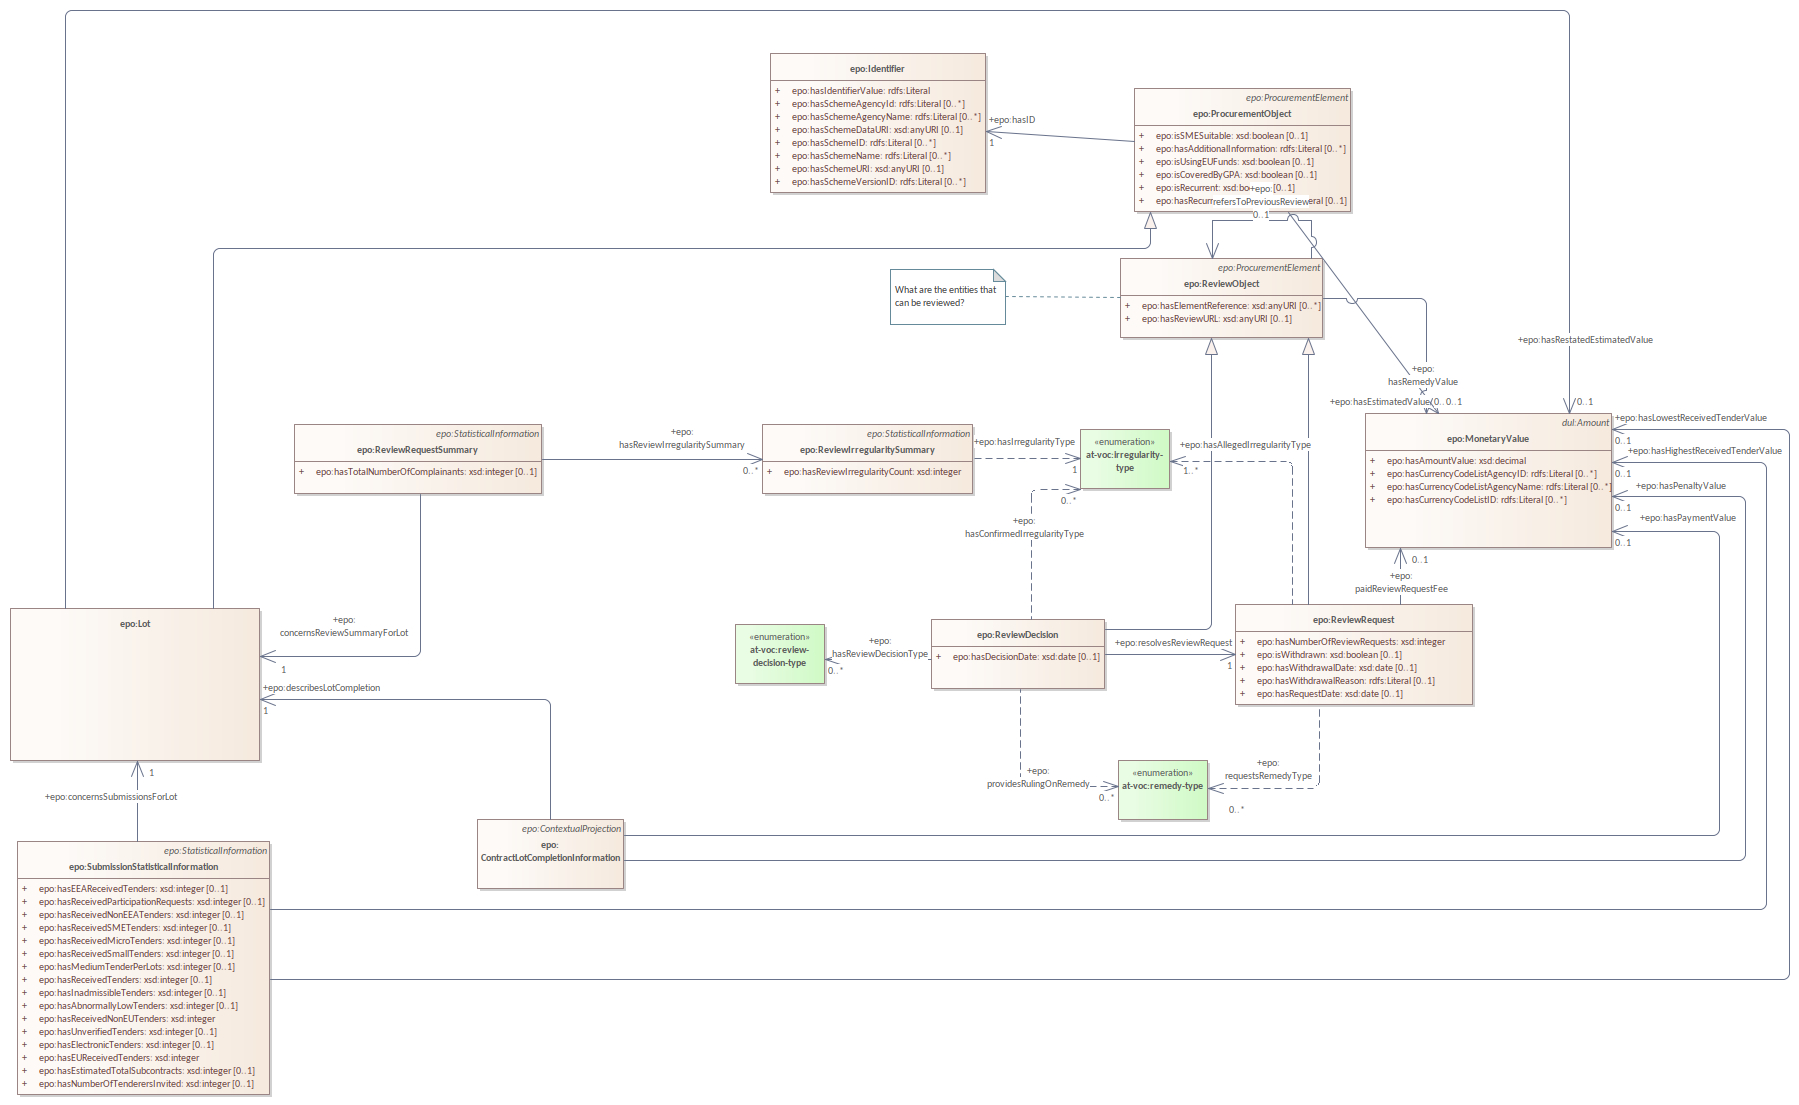 epo:Identifier
+ epo:hasIdentifierValue: rdfs:Literal
+ epo:hasSchemeAgencyId: rdfs:Literal [0..*]
+ epo:hasSchemeAgencyName: rdfs:Literal [0..*]
+ epo:hasSchemeDataURI: xsd:anyURI [0..1]
+ epo:hasSchemeID: rdfs:Literal [0..*]
+ epo:hasSchemeName: rdfs:Literal [0..*]
+ epo:hasSchemeURI: xsd:anyURI [0..1]
+ epo:hasSchemeVersionID: rdfs:Literal [0..*]
+epo:hasID
1
epo:ProcurementElement
epo:ProcurementObject
+ epo:isSMESuitable: xsd:boolean [0..1]
+ epo:hasAdditionalInformation: rdfs:Literal [0..*]
+ epo:isUsingEUFunds: xsd:boolean [0..1]
+ epo:isCoveredByGPA: xsd:boolean [0..1]
+ epo:isRecurrent: xsd:bo [0..1]
+ epo:hasRecurr eral [0..1]
+epo:
refersToPreviousReview
0..1
What are the entities that
can be reviewed?
epo:ProcurementElement
epo:ReviewObject
+ epo:hasElementReference: xsd:anyURI [0..*]
+ epo:hasReviewURL: xsd:anyURI [0..1]
+epo:hasRestatedEstimatedValue
0..1
+epo:
hasRemedyValue
+epo:hasEstimatedValue
0..1
epo:StatisticalInformation
epo:ReviewRequestSummary
+ epo:hasTotalNumberOfComplainants: xsd:integer [0..1]
+epo:
hasReviewIrregularitySummary
0..*
epo:StatisticalInformation
epo:ReviewIrregularitySummary
+ epo:hasReviewIrregularityCount: xsd:integer
+epo:hasIrregularityType
1
«enumeration»
at-voc:irregularity-
type
+epo:hasAllegedIrregularityType
1..*
0..*
+epo:
hasConfirmedIrregularityType
dul:Amount
epo:MonetaryValue
+ epo:hasAmountValue: xsd:decimal
+ epo:hasCurrencyCodeListAgencyID: rdfs:Literal [0..*]
+ epo:hasCurrencyCodeListAgencyName: rdfs:Literal [0..*]
+ epo:hasCurrencyCodeListID: rdfs:Literal [0..*]
+epo:hasLowestReceivedTenderValue
0..1
+epo:hasHighestReceivedTenderValue
0..1
+epo:hasPenaltyValue
0..1
+epo:hasPaymentValue
0..1
0..1
+epo:
paidReviewRequestFee
epo:Lot
+epo:
concernsReviewSummaryForLot
1
+epo:describesLotCompletion
1
«enumeration»
at-voc:review-
decision-type
+epo:
hasReviewDecisionType
0..*
epo:ReviewDecision
+ epo:hasDecisionDate: xsd:date [0..1]
+epo:resolvesReviewRequest
1
epo:ReviewRequest
+ epo:hasNumberOfReviewRequests: xsd:integer
+ epo:isWithdrawn: xsd:boolean [0..1]
+ epo:hasWithdrawalDate: xsd:date [0..1]
+ epo:hasWithdrawalReason: rdfs:Literal [0..1]
+ epo:hasRequestDate: xsd:date [0..1]
+epo:
providesRulingOnRemedy
0..*
«enumeration»
at-voc:remedy-type
+epo:
requestsRemedyType
0..*
1
+epo:concernsSubmissionsForLot
epo:ContextualProjection
epo:
ContractLotCompletionInformation
epo:StatisticalInformation
epo:SubmissionStatisticalInformation
+ epo:hasEEAReceivedTenders: xsd:integer [0..1]
+ epo:hasReceivedParticipationRequests: xsd:integer [0..1]
+ epo:hasReceivedNonEEATenders: xsd:integer [0..1]
+ epo:hasReceivedSMETenders: xsd:integer [0..1]
+ epo:hasReceivedMicroTenders: xsd:integer [0..1]
+ epo:hasReceivedSmallTenders: xsd:integer [0..1]
+ epo:hasMediumTenderPerLots: xsd:integer [0..1]
+ epo:hasReceivedTenders: xsd:integer [0..1]
+ epo:hasInadmissibleTenders: xsd:integer [0..1]
+ epo:hasAbnormallyLowTenders: xsd:integer [0..1]
+ epo:hasReceivedNonEUTenders: xsd:integer
+ epo:hasUnverifiedTenders: xsd:integer [0..1]
+ epo:hasElectronicTenders: xsd:integer [0..1]
+ epo:hasEUReceivedTenders: xsd:integer
+ epo:hasEstimatedTotalSubcontracts: xsd:integer [0..1]
+ epo:hasNumberOfTenderersInvited: xsd:integer [0..1]